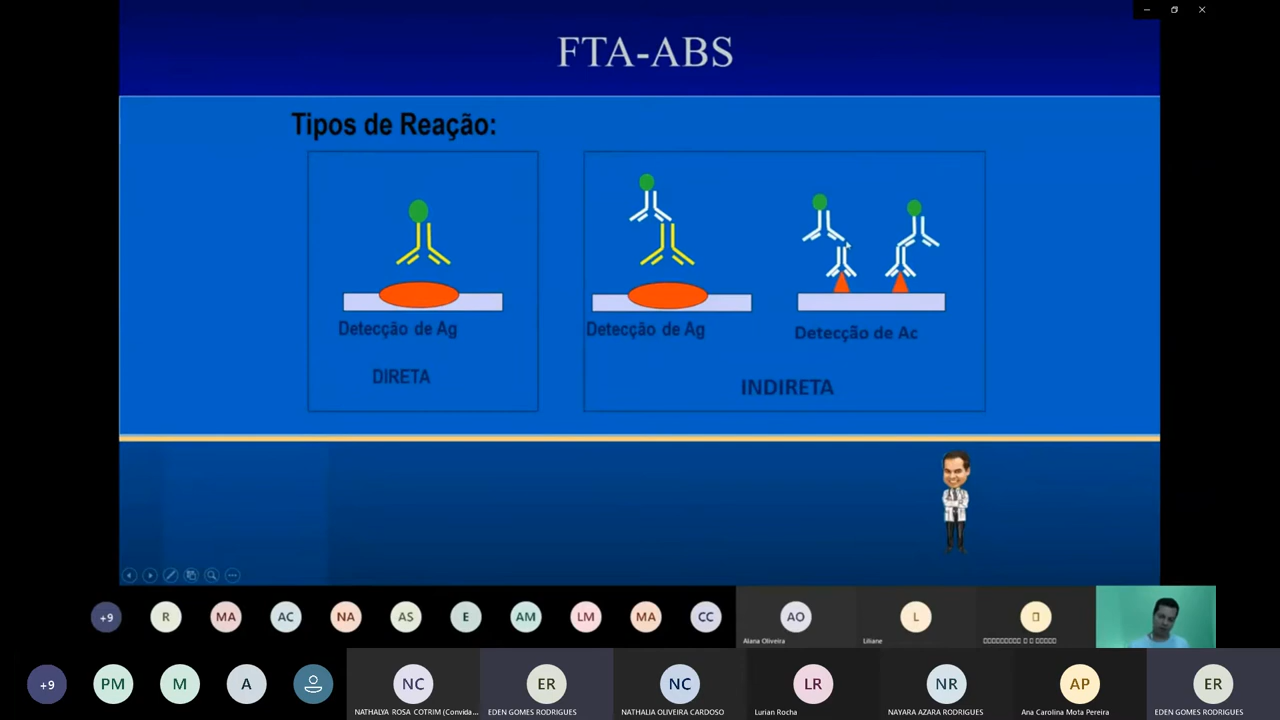 FTA-ABS
Tipos de Reação:
Detecção de Ag
DIRETA
Detecção de Ag
Detecção de Ac
INDIRETA
+9
R
MA
AC
NA
AS
E
AM
LM
MA
CC
AO
L
Alana Oliveira
Liliane
+9
PM
M
A
NC
ER
NC
LR
NR
AP
ER
NATHALYA ROSA COTRIM (Convida...
EDEN GOMES RODRIGUES
NATHALIA OLIVEIRA CARDOSO
Lurian Rocha
NAYARA AZARA RODRIGUES
Ana Carolina Mota Pereira
EDEN GOMES RODRIGUES